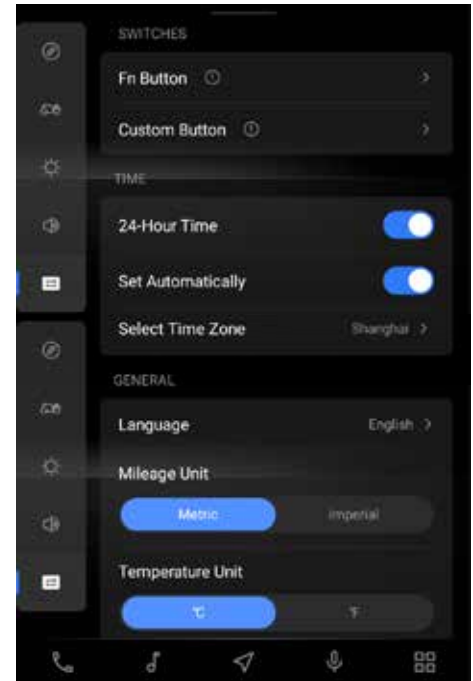 SWITCHES
Fn Button
Custom Button
TIME
24-Hour Time
Set Automatically
Select Time Zone Shanghai
GENERAL
Language English
Mileage Unit
Metric Imperial
Temperature Unit
°C °F